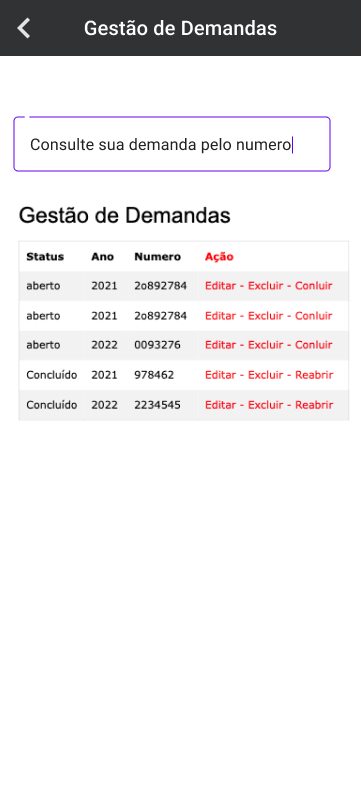 Gestão de Demandas
Consulte sua demanda pelo numero
Gestão de Demandas
Status Ano Numero Ação
aberto 2021 2o892784 Editar - Excluir - Conluir
aberto 2021 2o892784 Editar - Excluir - Conluir
aberto 2022 0093276 Editar - Excluir - Conluir
Concluído 2021 978462 Editar - Excluir - Reabrir
Concluído 2022 2234545 Editar - Excluir - Reabrir